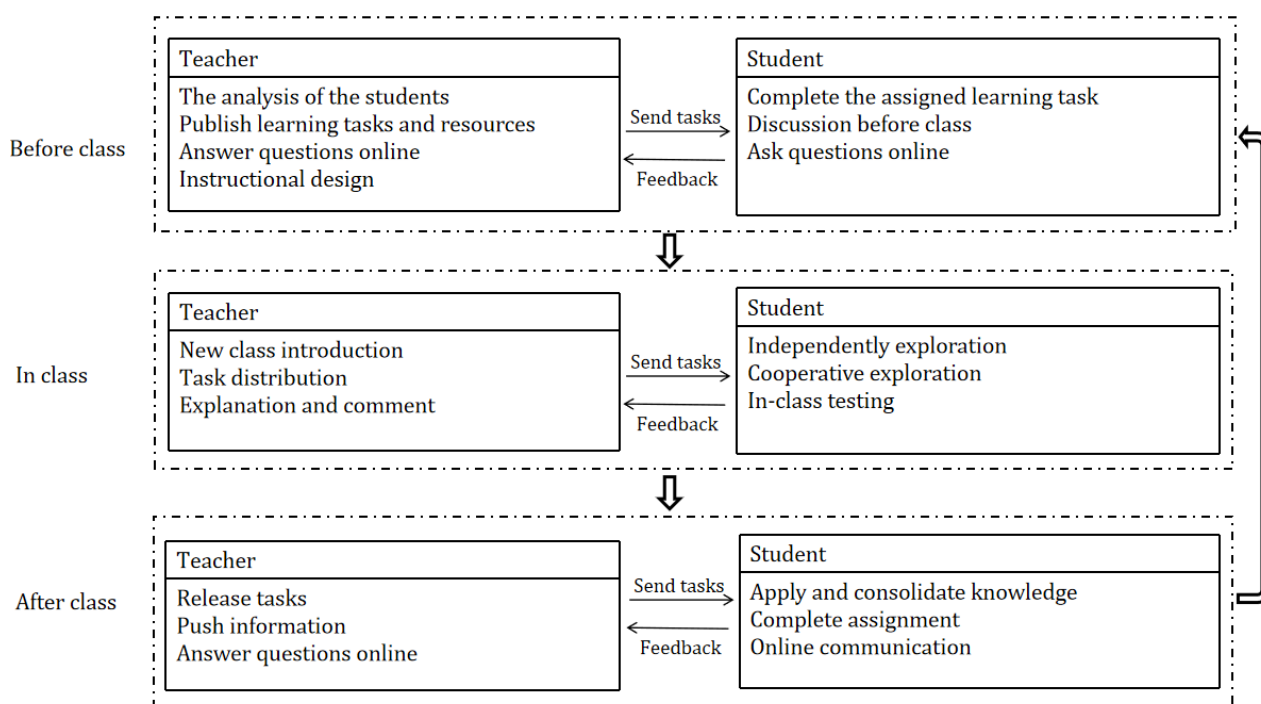 Before class
Teacher
The analysis of the students
Publish learning tasks and resources
Answer questions online
Instructional design
Send tasks
Feedback
Student
Complete the assigned learning task
Discussion before class
Ask questions online
In class
Teacher
New class introduction
Task distribution
Explanation and comment
Send tasks
Feedback
Student
Independently exploration
Cooperative exploration
In-class testing
After class
Teacher
Release tasks
Push information
Answer questions online
Send tasks
Feedback
Student
Apply and consolidate knowledge
Complete assignment
Online communication